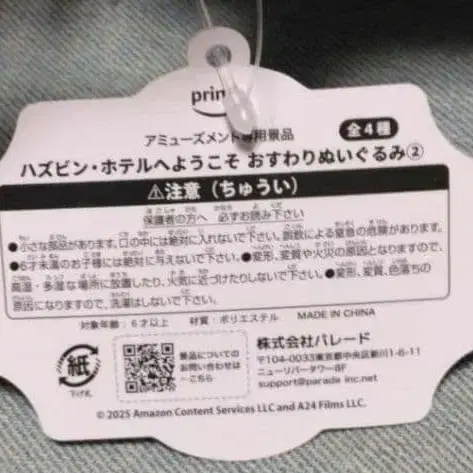 prim
アミューズメント専用景品
全4種
ハズビン・ホテルへようこそ おすわりぬいぐるみ②
⚠注意（ちゅうい）
保護者の方へ 必ずお読み下さい
●小さな部品があります。口の中には絶対に入れないで下さい。誤飲による窒息の危険があります。
●6才未満のお子様には絶対に与えないで下さい。●変形、変質や火災の原因となりますので、
高温・多湿な場所に放置したり、火気に近づけたりしないで下さい。●変形、変質、色落ちの
原因になりますので、洗濯はしないで下さい。
対象年齢：6才以上 材質：ポリエステル MADE IN CHINA
紙
下げ札
景品についての
お問い合わせは
こちら
株式会社パレード
〒104-0033東京都中央区新川1-6-11
ニューリバータワー8F
support@parade inc.net
© 2025 Amazon Content Services LLC and A24 Films LLC.